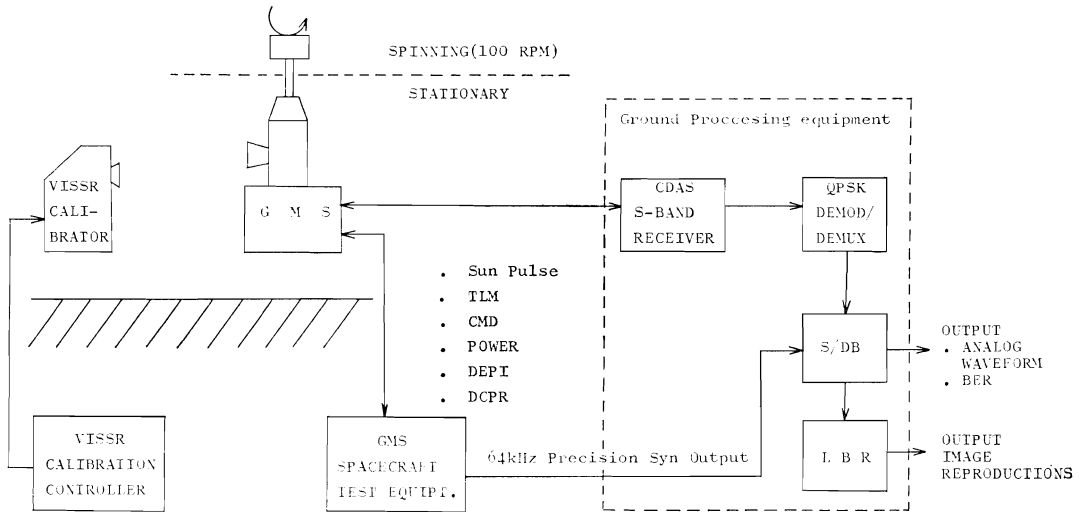 SPINNING(100 RPM)
STATIONARY
Ground Proccesing equipment
VISSR
CALI-
BRATOR
G M S
CDAS
S-BAND
RECEIVER
QPSK
DEMOD/
DEMUX
. Sun Pulse
. TLM
. CMD
. POWER
. DEPI
. DCPR
S/DB
OUTPUT
. ANALOG
WAVEFORM
. BER
VISSR
CALIBRATION
CONTROLLER
GMS
SPACECRAFT
TEST EQUIPT.
64kHz Precision Syn Output
L B R
OUTPUT
IMAGE
REPRODUCTIONS